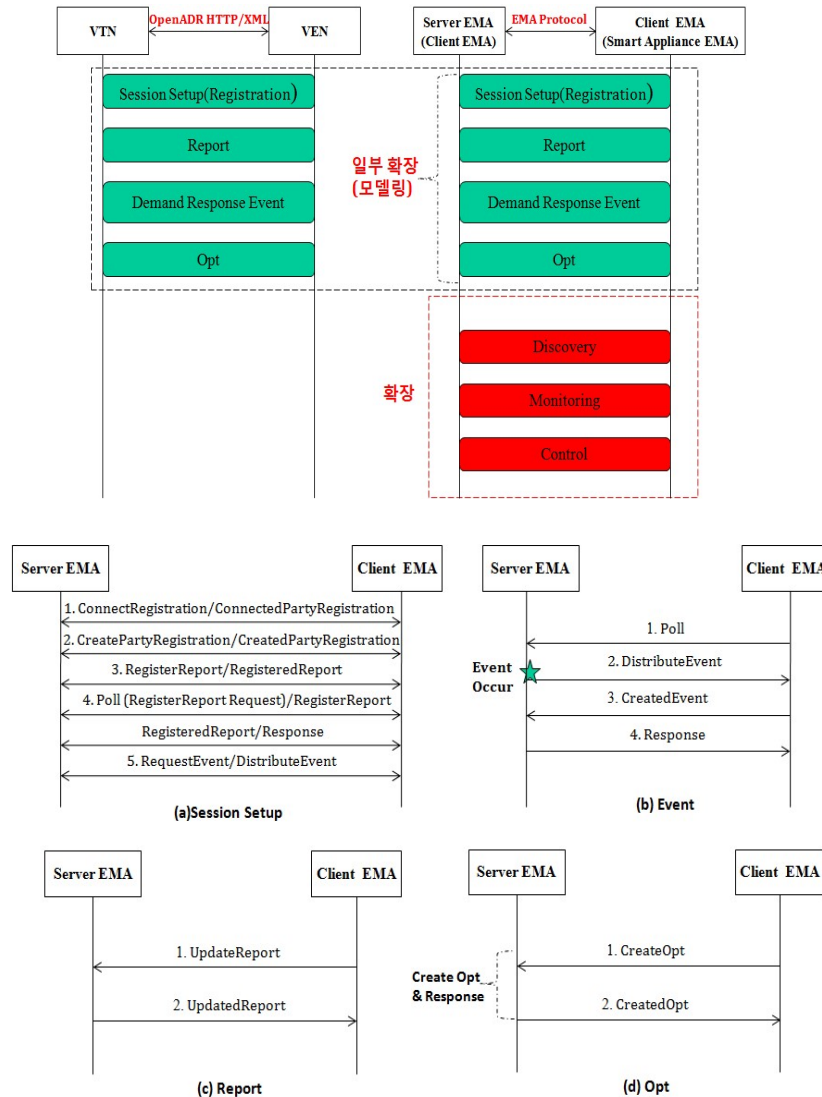 VTN
OpenADR HTTP/XML
VEN
Server EMA
(Client EMA)
EMA Protocol
Client EMA
(Smart Appliance EMA)
Session Setup(Registration)
Session Setup(Registration)
Report
Report
일부 확장
(모델링)
Demand Response Event
Demand Response Event
Opt
Opt
Discovery
확장
Monitoring
Control
Server EMA
Client EMA
1. ConnectRegistration/ConnectedPartyRegistration
2. CreatePartyRegistration/CreatedPartyRegistration
3. RegisterReport/RegisteredReport
4. Poll (RegisterReport Request)/RegisterReport
RegisteredReport/Response
5. RequestEvent/DistributeEvent
(a)Session Setup
Server EMA
Client EMA
1. Poll
Event
Occur
2. DistributeEvent
3. CreatedEvent
4. Response
(b) Event
Server EMA
Client EMA
1. UpdateReport
2. UpdatedReport
(c) Report
Server EMA
Client EMA
1. CreateOpt
Create Opt
& Response
2. CreatedOpt
(d) Opt